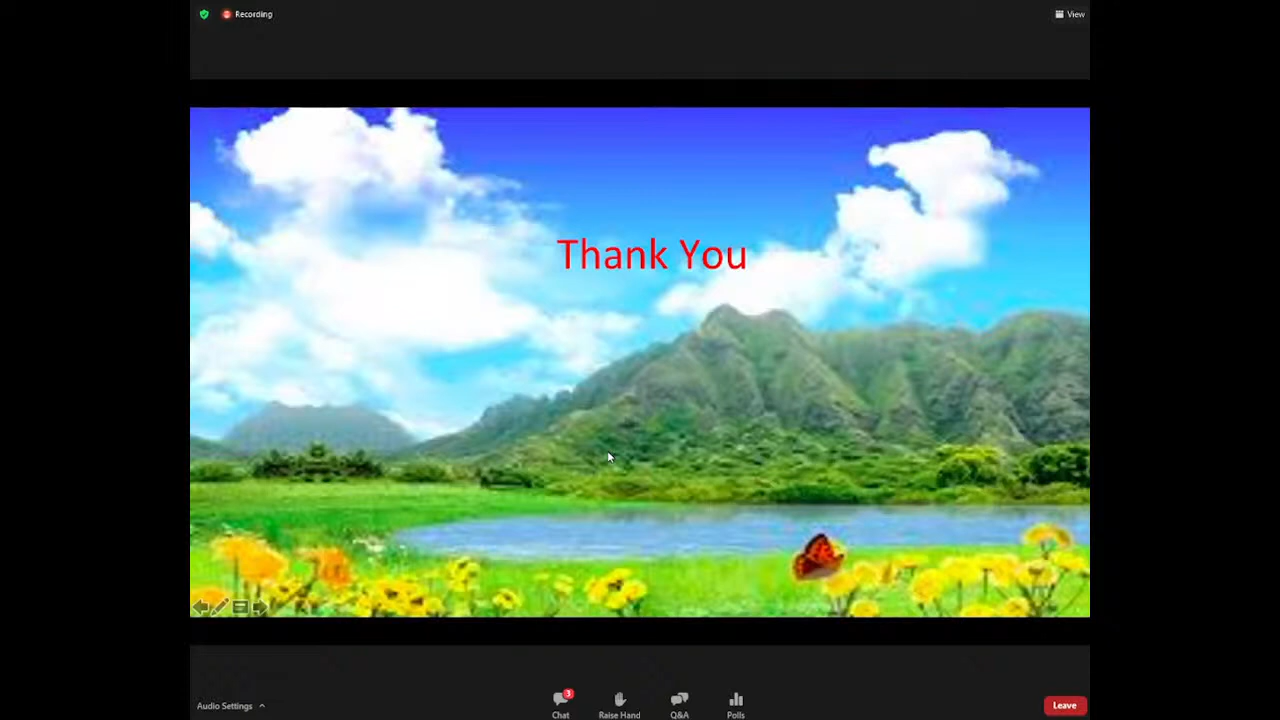 Recording
View
Thank You
Audio Settings
3
Chat
Raise Hand
Q&A
Polls
Leave